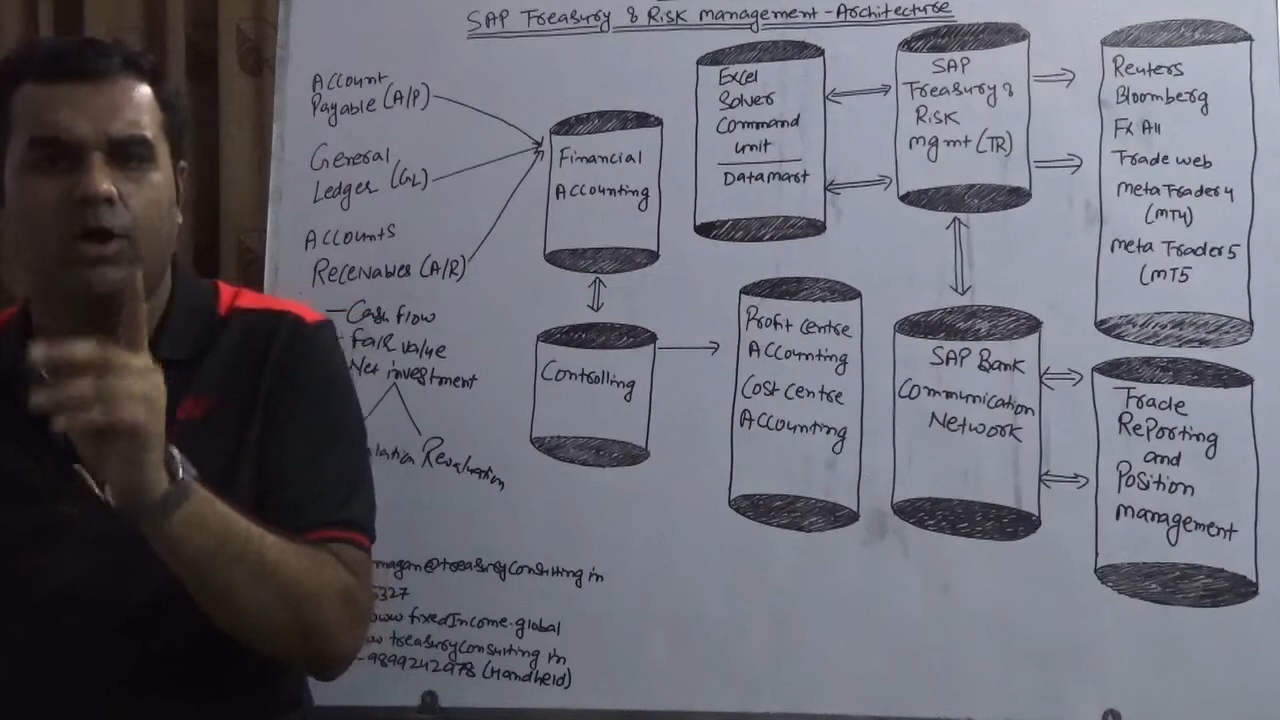 SAP Treasury & Risk management - Architecture
Account
Payable (A/P)
General
Ledger (GL)
Accounts
Receivables (A/R)
- Cash flow
- Fair value
Net investment
Revaluation
Financial
Accounting
Controlling
Excel
Solver
Command
unit
Datamart
Profit Centre
Accounting
Cost Centre
Accounting
SAP
Treasury &
Risk
mgmt (TR)
SAP Bank
Communication
Network
Reuters
Bloomberg
Fx All
Trade web
Meta Trader 4
(MT4)
meta Trader 5
(MT5
Trade
Reporting
and
Position
management
magan@treasuryconsulting in
5327
www fixedIncome.global
treasuryconsulting in
- 9899242978 (Handheld)